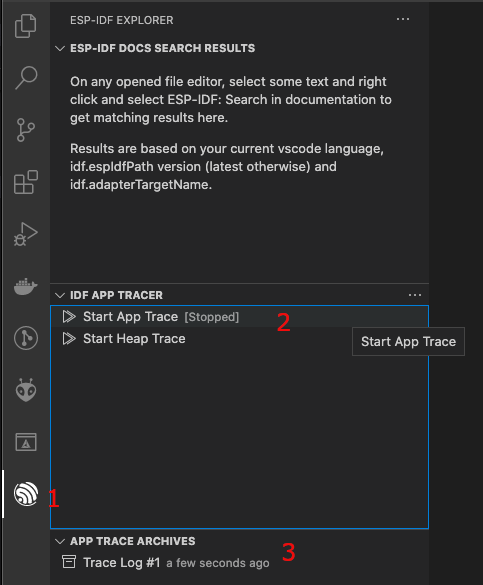 ESP-IDF EXPLORER
ESP-IDF DOCS SEARCH RESULTS
On any opened file editor, select some text and right
click and select ESP-IDF: Search in documentation to
get matching results here.
Results are based on your current vscode language,
idf.espIdfPath version (latest otherwise) and
idf.adapterTargetName.
IDF APP TRACER
Start App Trace [Stopped] 2
Start Heap Trace
Start App Trace
1
APP TRACE ARCHIVES
3
Trace Log #1 a few seconds ago